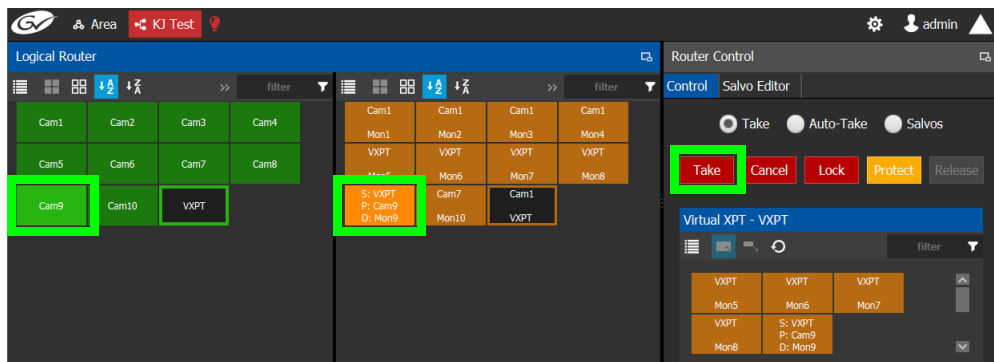 GV Area KJ Test admin
Logical Router
Router Control
Control Salvo Editor
A Z Z A >> filter
A Z Z A >> filter
Take Auto-Take Salvos
Take Cancel Lock Protect Release
Cam1 Cam2 Cam3 Cam4
Cam5 Cam6 Cam7 Cam8
Cam9 Cam10 VXPT
Cam1 Cam1 Cam1 Cam1
Mon1 Mon2 Mon3 Mon4
VXPT VXPT VXPT VXPT
Mon5 Mon6 Mon7 Mon8
S: VXPT Cam7 Cam1
P: Cam9
D: Mon9 Mon10 VXPT
Virtual XPT - VXPT
filter
VXPT VXPT VXPT
Mon5 Mon6 Mon7
VXPT S: VXPT
P: Cam9
Mon8 D: Mon9